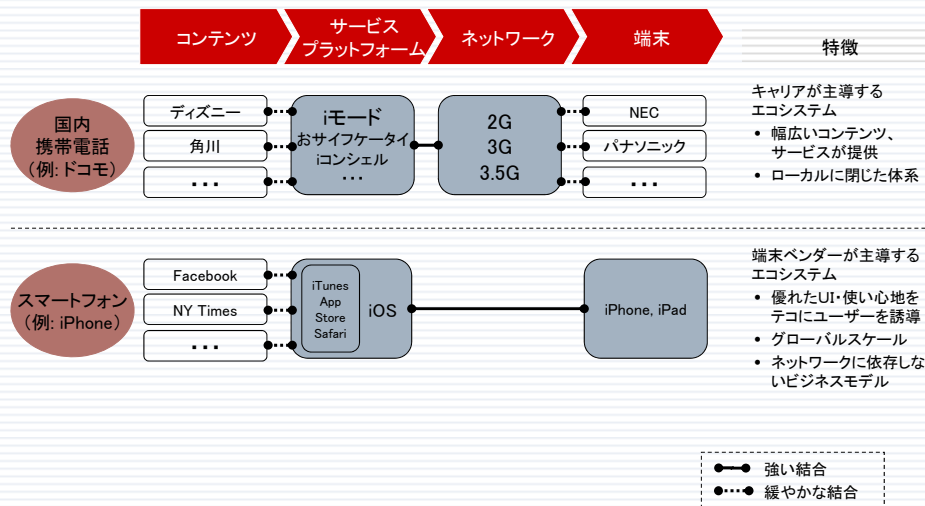 コンテンツ
サービス
プラットフォーム
ネットワーク
端末
特徴
国内
携帯電話
(例: ドコモ)
ディズニー
角川
・・・
iモード
おサイフケータイ
iコンシェル
・・・
2G
3G
3.5G
NEC
パナソニック
・・・
キャリアが主導する
エコシステム
• 幅広いコンテンツ、
サービスが提供
• ローカルに閉じた体系
スマートフォン
(例: iPhone)
Facebook
NY Times
・・・
iTunes
App
Store
Safari
iOS
iPhone, iPad
端末ベンダーが主導する
エコシステム
• 優れたUI・使い心地を
テコにユーザーを誘導
• グローバルスケール
• ネットワークに依存しな
いビジネスモデル
強い結合
緩やかな結合